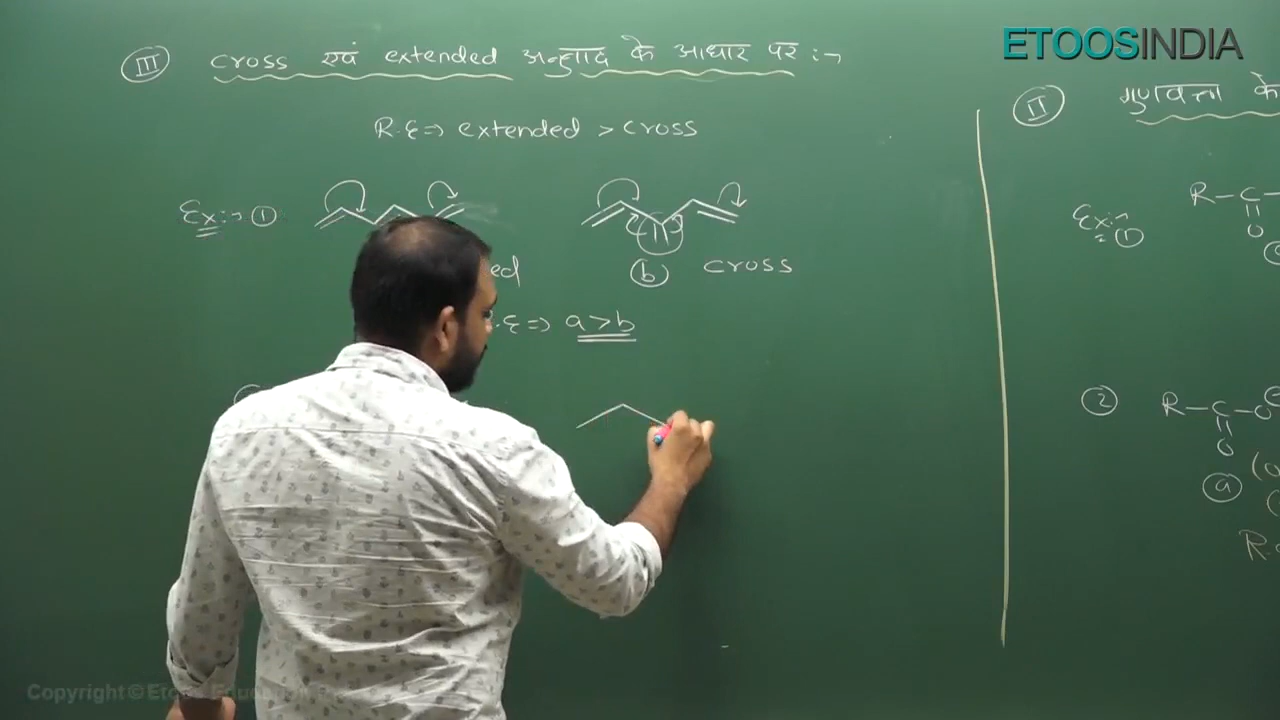 ETOOSINDIA
III cross एवं extended अनुनाद के आधार पर :-
R.E => extended > cross
Ex:- 1
b cross
.E => a > b
II गुणवत्ता के
Ex:- 1
R-C-
O
2
R-C-O
O
a
R.
Copyright © Etoos Education